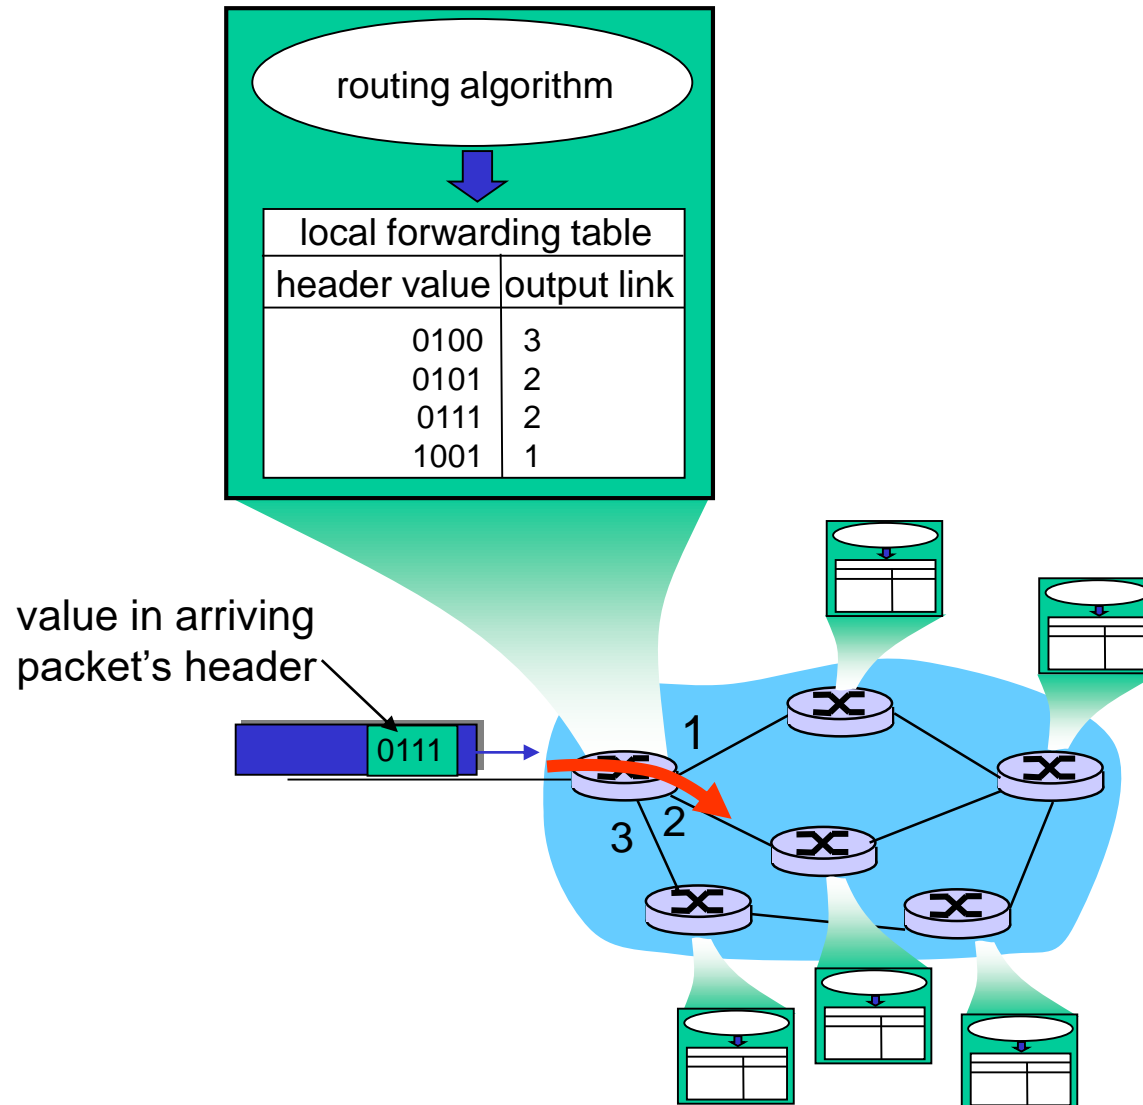 routing algorithm
local forwarding table
header value output link
0100 3
0101 2
0111 2
1001 1
value in arriving
packet's header
0111
1
2
3